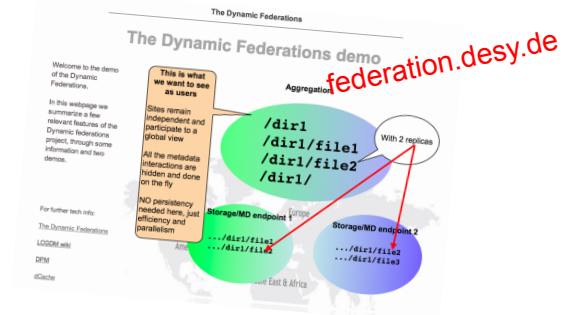 The Dynamic Federations
The Dynamic Federations demo
federation.desy.de
Welcome to the demo
of the Dynamic
Federations.
In this webpage we
summarize a few
relevant features of the
Dynamic federations
project, through some
information and two
demos.
For further tech info:
The Dynamic Federations
LCGDM wiki
DPM
dCache
This is what
we want to see
as users
Sites remain
independent and
participate to a
global view
All the metadata
interactions are
hidden and done
on the fly
NO persistency
needed here, just
efficiency and
parallelism
Aggregation
/dir1
/dir1/file1
/dir1/file2
/dir1/
With 2 replicas
Europe
Storage/MD endpoint 1
.../dir1/file1
.../dir1/file2
Storage/MD endpoint 2
.../dir1/file2
.../dir1/file3
East & Africa